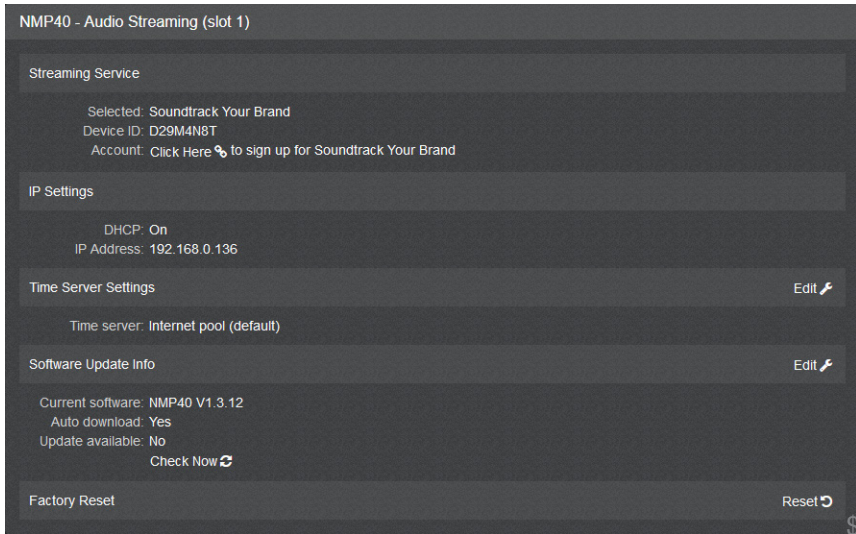 NMP40 - Audio Streaming (slot 1)
Streaming Service
Selected: Soundtrack Your Brand
Device ID: D29M4N8T
Account: Click Here to sign up for Soundtrack Your Brand
IP Settings
DHCP: On
IP Address: 192.168.0.136
Time Server Settings Edit
Time server: Internet pool (default)
Software Update Info Edit
Current software: NMP40 V1.3.12
Auto download: Yes
Update available: No
Check Now
Factory Reset Reset
$